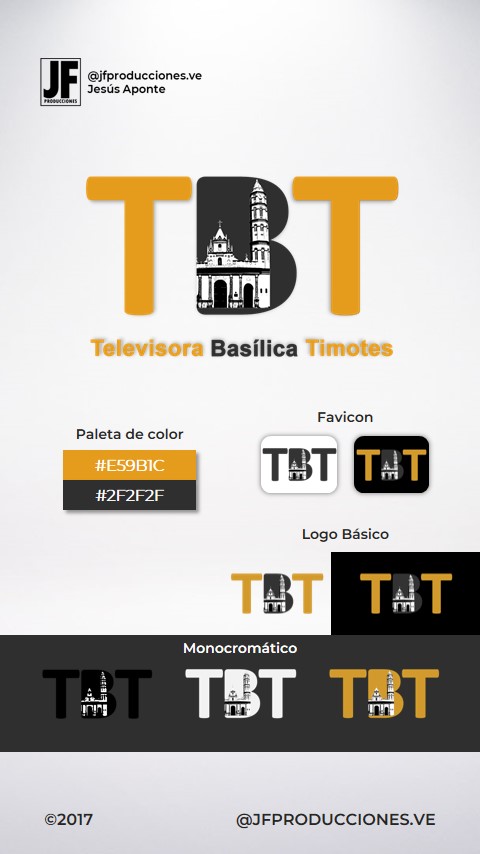 JF
PRODUCCIONES
@jfproducciones.ve
Jesús Aponte
TBT
Televisora Basílica Timotes
Paleta de color
#E59B1C
#2F2F2F
Favicon
TBT TBT
Logo Básico
TBT TBT
Monocromático
TBT TBT TBT
©2017 @JFPRODUCCIONES.VE